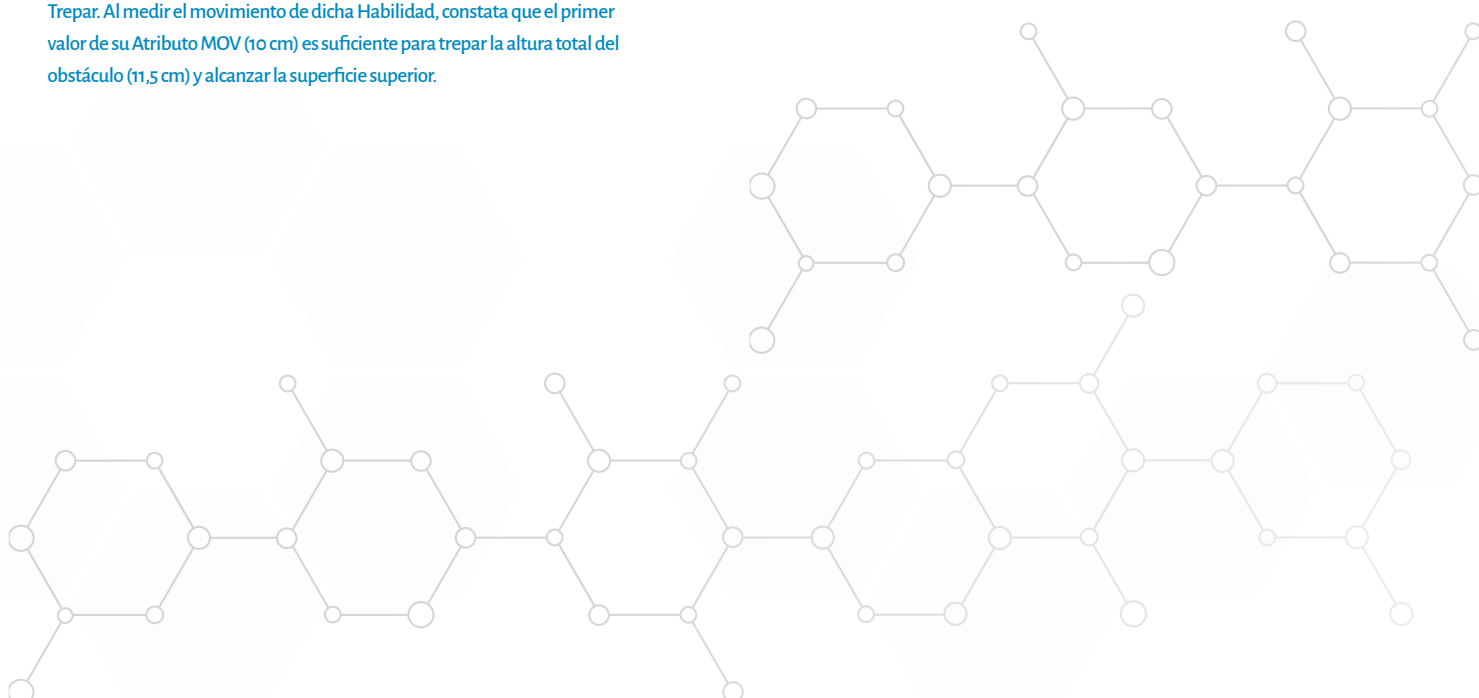 Trepar. Al medir el movimiento de dicha Habilidad, constata que el primer
valor de su Atributo MOV (10 cm) es suficiente para trepar la altura total del
obstáculo (11,5 cm) y alcanzar la superficie superior.